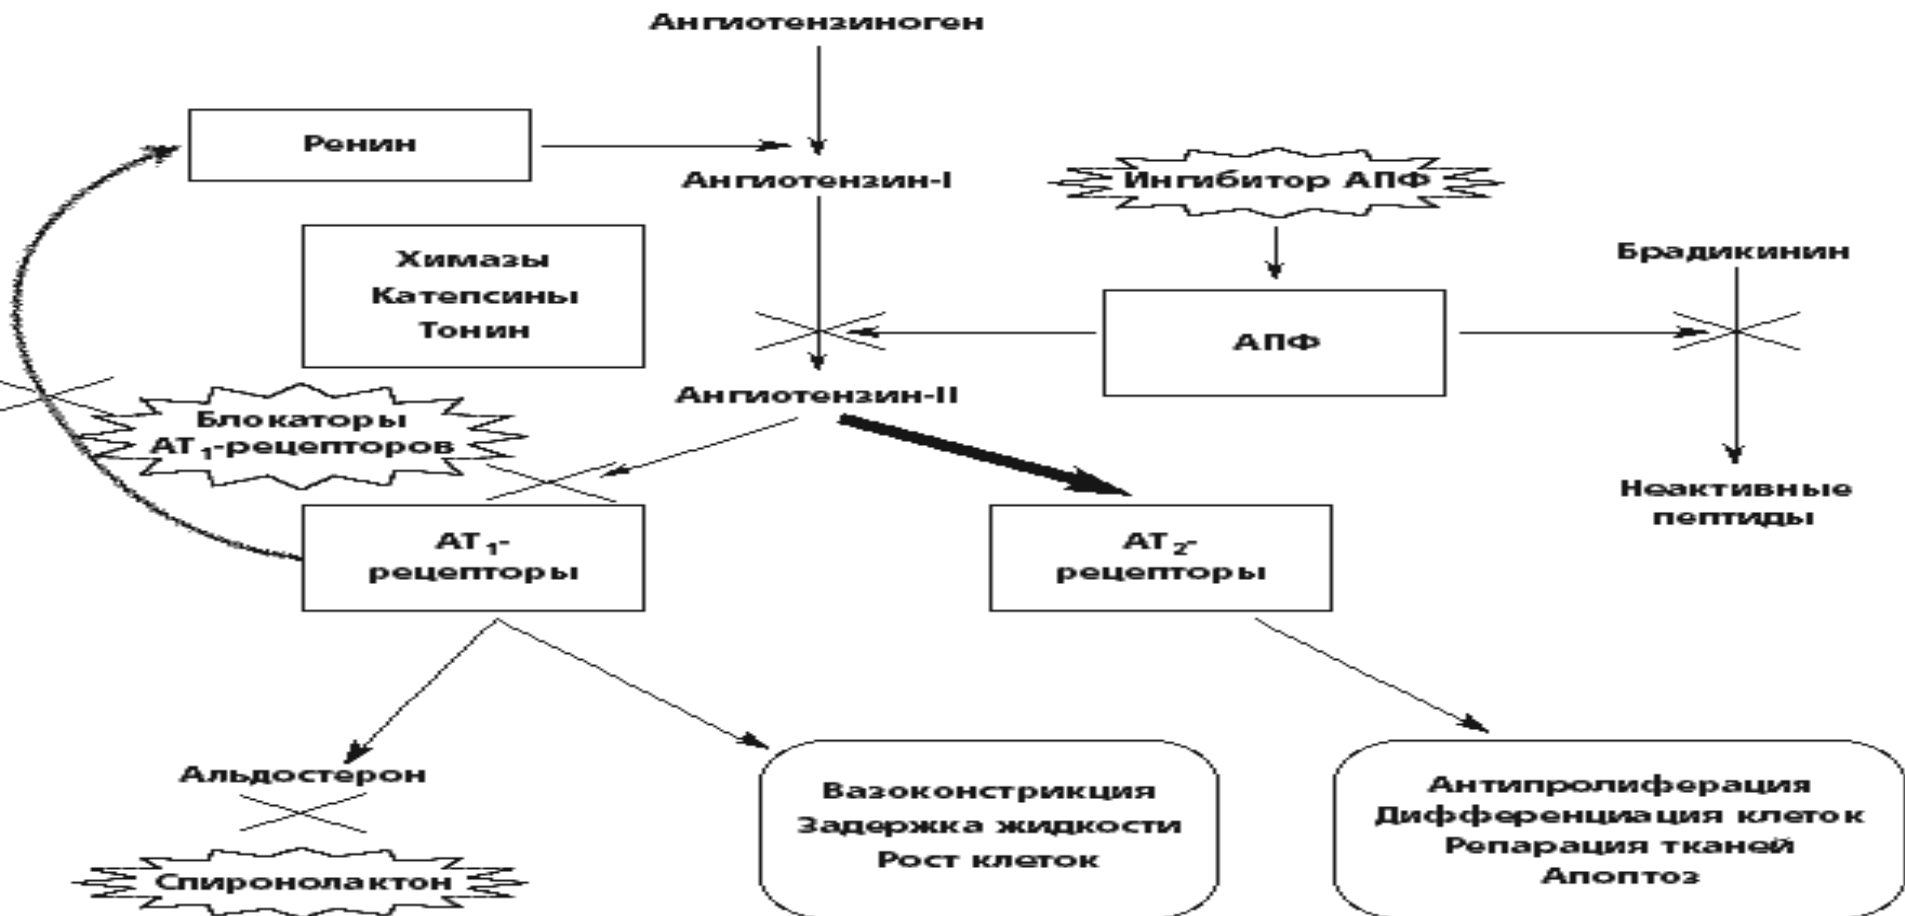 Ангиотензиноген
Ренин
Ангиотензин-I
Ингибитор АПФ
Химазы
Катепсины
Тонин
Брадикинин
АПФ
Ангиотензин-II
Блокаторы
АТ₁-рецепторов
Неактивные
пептиды
АТ₁-
рецепторы
АТ₂-
рецепторы
Альдостерон
Вазоконстрикция
Задержка жидкости
Рост клеток
Антипролиферация
Дифференциация клеток
Репарация тканей
Апоптоз
Спиронолактон